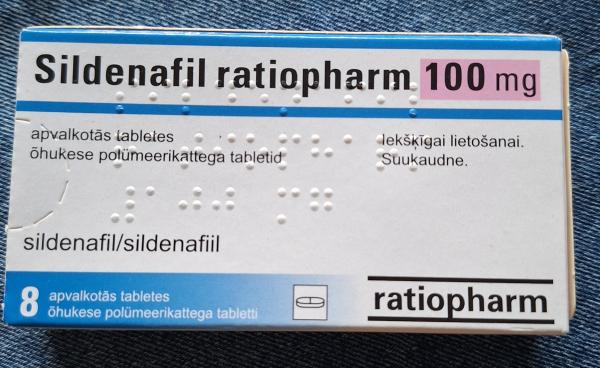 Sildenafil ratiopharm 100 mg
apvalkotās tabletes
õhukese polümeerikattega tabletid
Iekšķīgai lietošanai.
Suukaudne.
sildenafil/sildenafiil
8 apvalkotās tabletes
õhukese polümeerikattega tabletti
ratiopharm